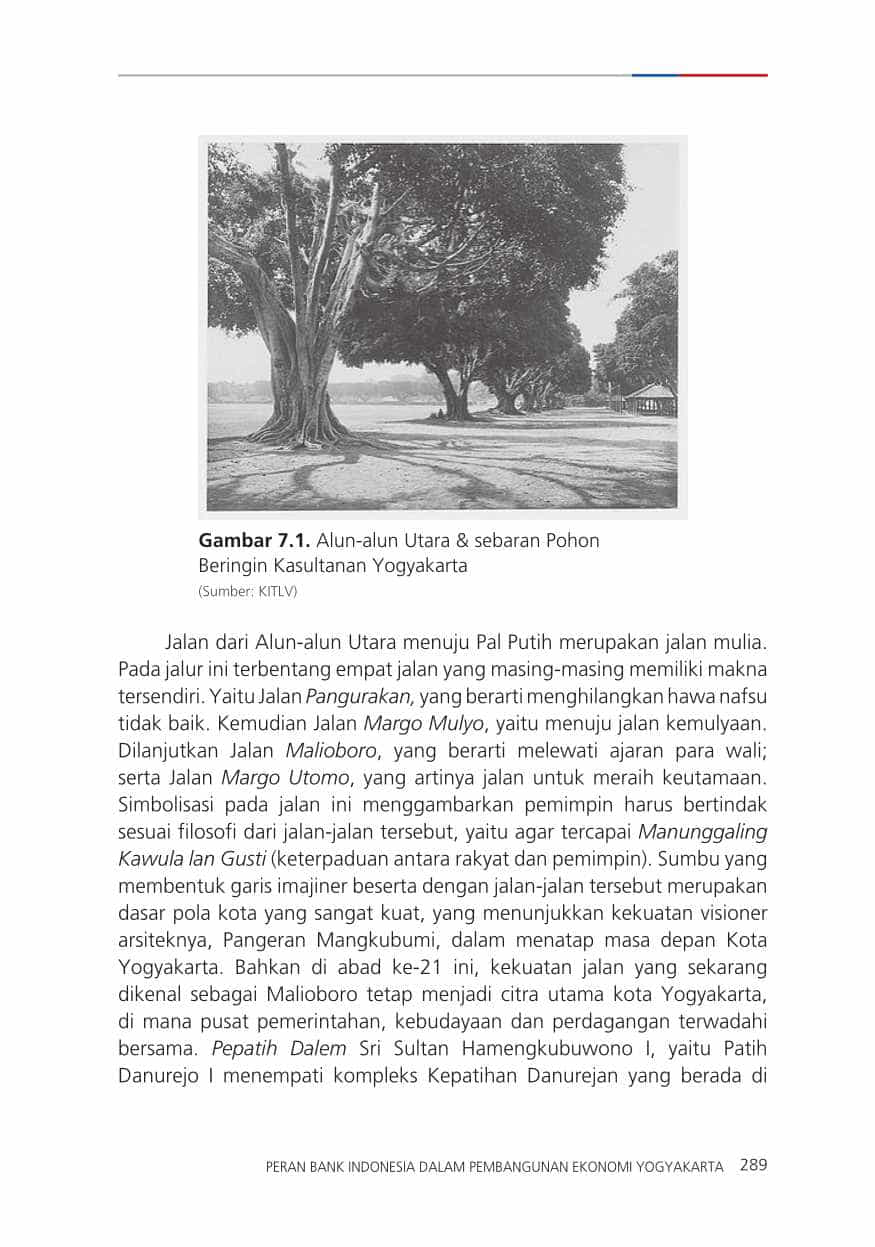 Gambar 7.1. Alun-alun Utara & sebaran Pohon
Beringin Kasultanan Yogyakarta
(Sumber: KITLV)
Jalan dari Alun-alun Utara menuju Pal Putih merupakan jalan mulia.
Pada jalur ini terbentang empat jalan yang masing-masing memiliki makna
tersendiri. Yaitu Jalan Pangurakan, yang berarti menghilangkan hawa nafsu
tidak baik. Kemudian Jalan Margo Mulyo, yaitu menuju jalan kemulyaan.
Dilanjutkan Jalan Malioboro, yang berarti melewati ajaran para wali;
serta Jalan Margo Utomo, yang artinya jalan untuk meraih keutamaan.
Simbolisasi pada jalan ini menggambarkan pemimpin harus bertindak
sesuai filosofi dari jalan-jalan tersebut, yaitu agar tercapai Manunggaling
Kawula lan Gusti (keterpaduan antara rakyat dan pemimpin). Sumbu yang
membentuk garis imajiner beserta dengan jalan-jalan tersebut merupakan
dasar pola kota yang sangat kuat, yang menunjukkan kekuatan visioner
arsiteknya, Pangeran Mangkubumi, dalam menatap masa depan Kota
Yogyakarta. Bahkan di abad ke-21 ini, kekuatan jalan yang sekarang
dikenal sebagai Malioboro tetap menjadi citra utama kota Yogyakarta,
di mana pusat pemerintahan, kebudayaan dan perdagangan terwadahi
bersama. Pepatih Dalem Sri Sultan Hamengkubuwono I, yaitu Patih
Danurejo I menempati kompleks Kepatihan Danurejan yang berada di
PERAN BANK INDONESIA DALAM PEMBANGUNAN EKONOMI YOGYAKARTA 289